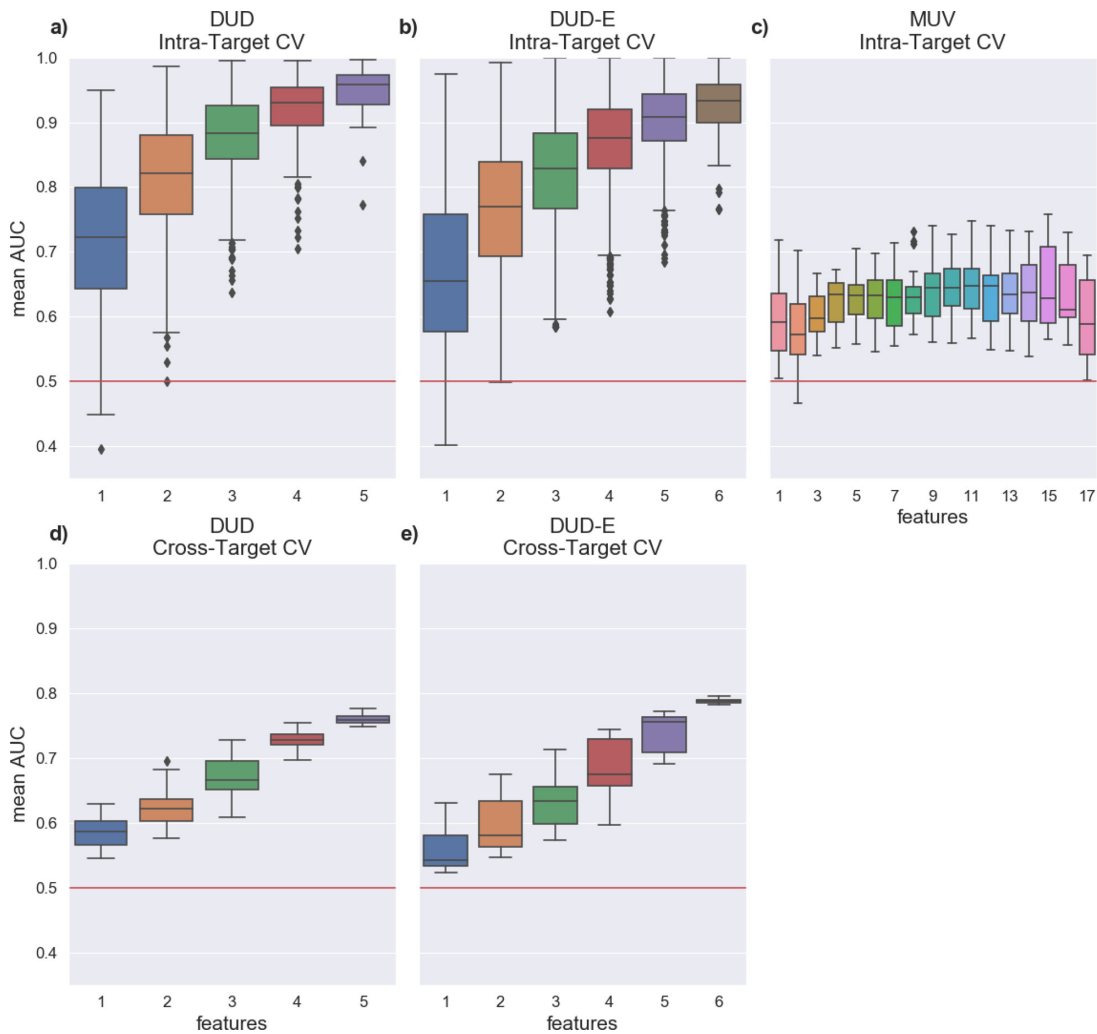 a) DUD
Intra-Target CV
b) DUD-E
Intra-Target CV
c) MUV
Intra-Target CV
mean AUC
1.0
0.9
0.8
0.7
0.6
0.5
0.4
1 2 3 4 5
1 2 3 4 5 6
1 3 5 7 9 11 13 15 17
features
d) DUD
Cross-Target CV
e) DUD-E
Cross-Target CV
mean AUC
1.0
0.9
0.8
0.7
0.6
0.5
0.4
1 2 3 4 5
features
1 2 3 4 5 6
features